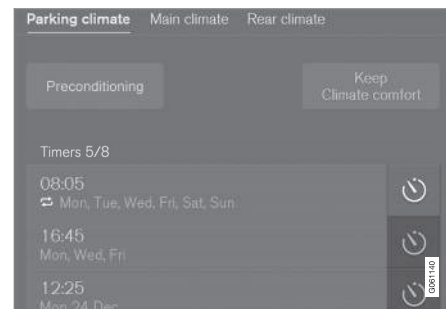 Parking climate Main climate Rear climate
Preconditioning
Keep
Climate comfort
Timers 5/8
08:05
Mon, Tue, Wed, Fri, Sat, Sun
16:45
Mon, Wed, Fri
12:25
Mon 24 Dec
G061140